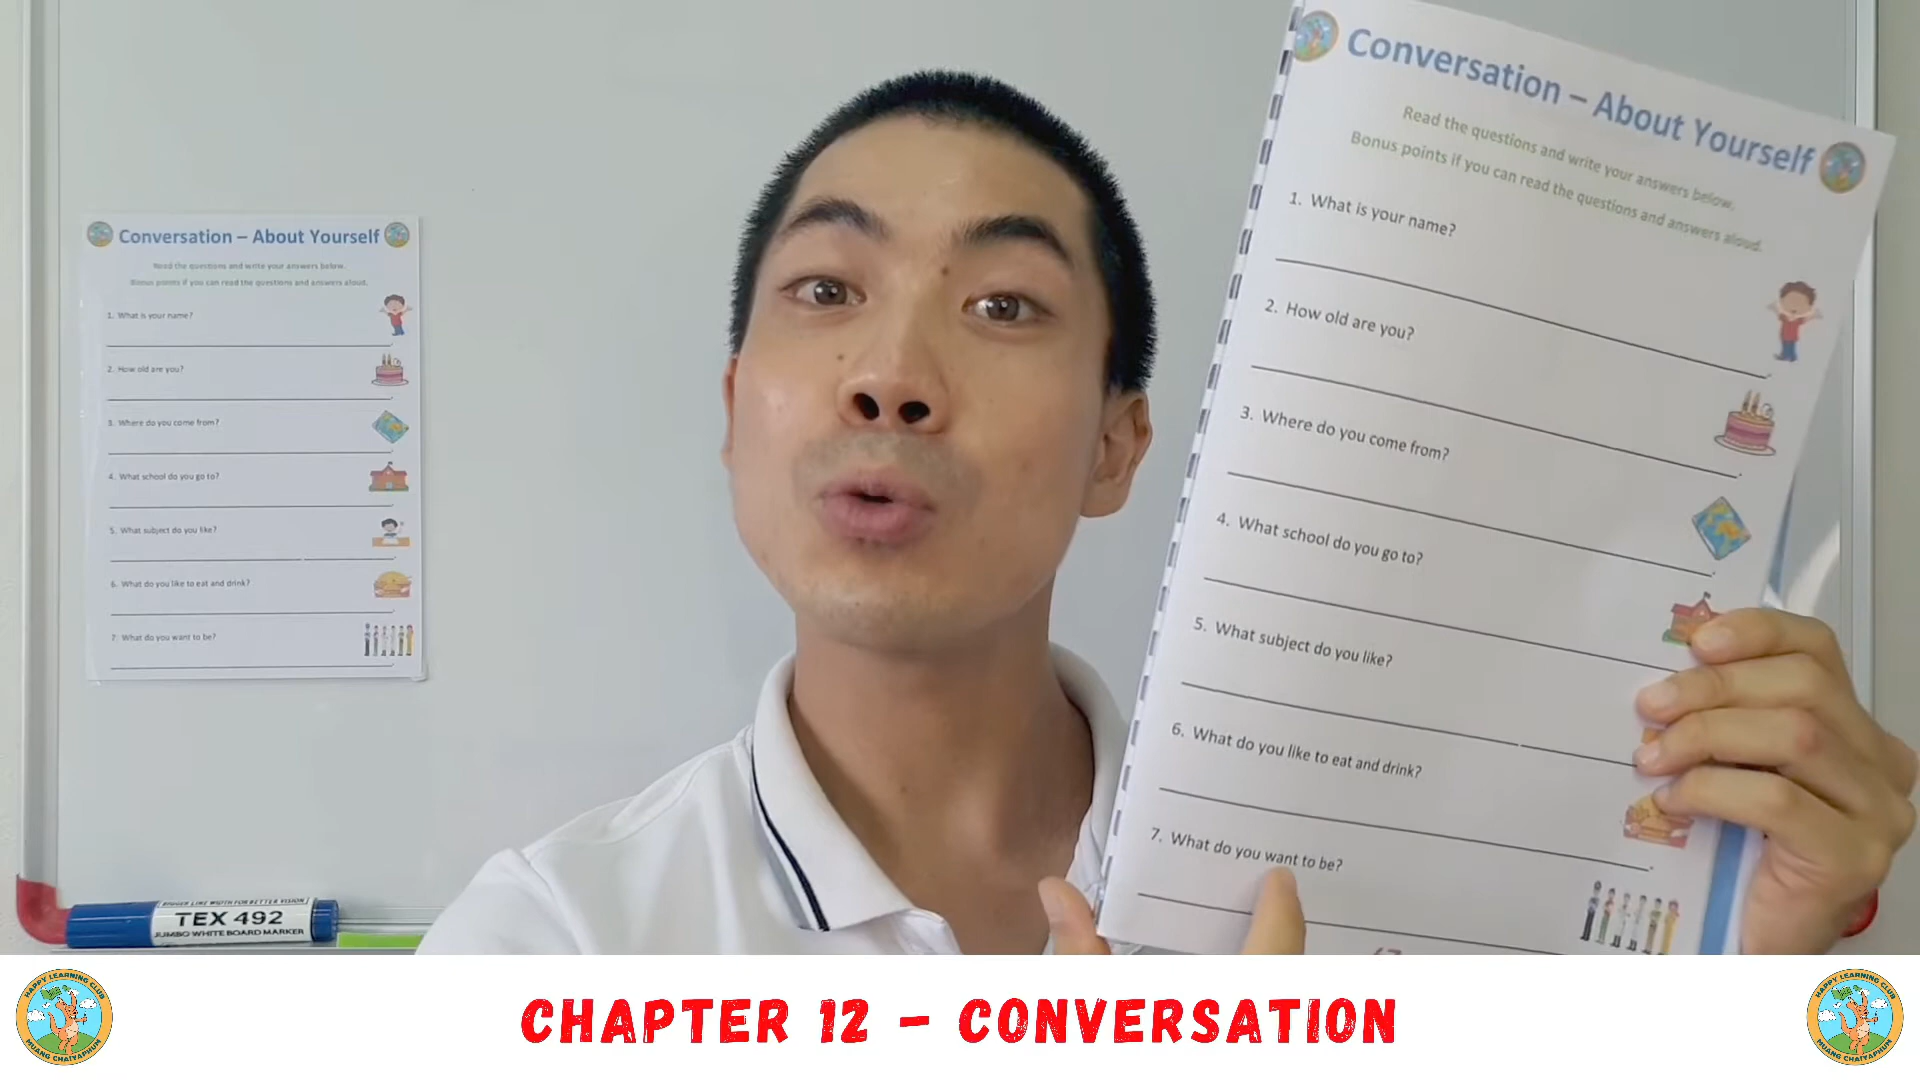 Conversation – About Yourself
Read the questions and write your answers below.
Bonus points if you can read the questions and answers aloud.
1. What is your name?
2. How old are you?
3. Where do you come from?
4. What school do you go to?
5. What subject do you like?
6. What do you like to eat and drink?
7. What do you want to be?
Conversation – About Yourself
Read the questions and write your answers below.
Bonus points if you can read the questions and answers aloud.
1. What is your name?
2. How old are you?
3. Where do you come from?
4. What school do you go to?
5. What subject do you like?
6. What do you like to eat and drink?
7. What do you want to be?
BIGGER LINE WIDTH FOR BETTER VISION
TEX 492
JUMBO WHITE BOARD MARKER
HAPPY LEARNING CLUB
MUANG CHAIYAPHUM
CHAPTER 12 – CONVERSATION
HAPPY LEARNING CLUB
MUANG CHAIYAPHUM